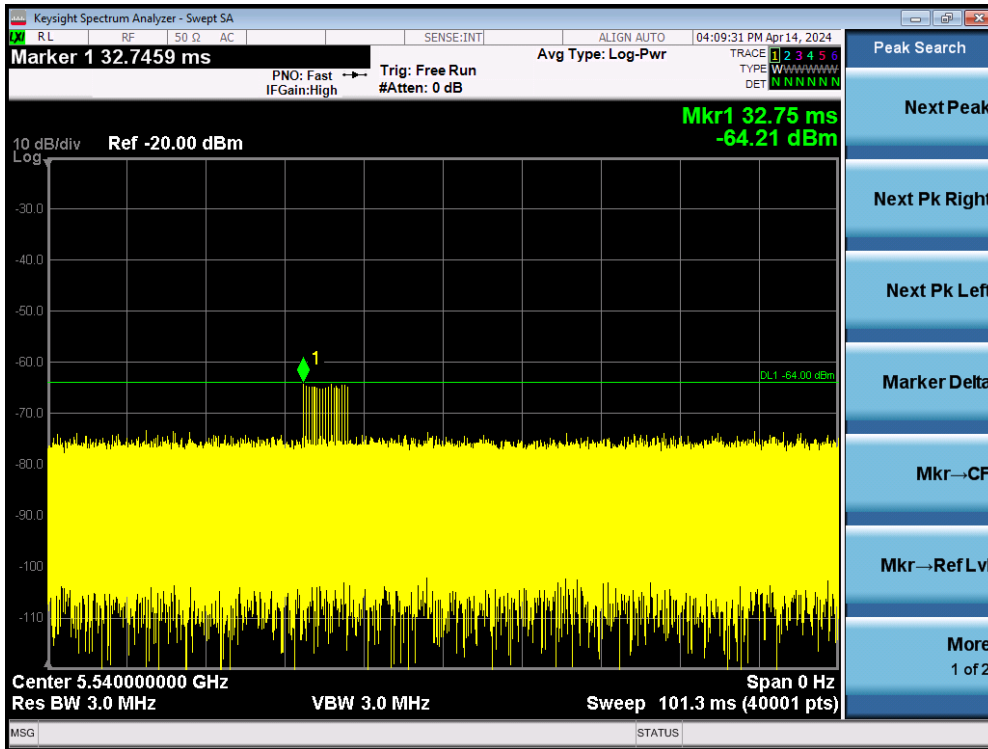 Keysight Spectrum Analyzer - Swept SA
LXI RL RF 50 Ω AC SENSE:INT ALIGN AUTO 04:09:31 PM Apr 14, 2024
Marker 1 32.7459 ms
PNO: Fast
IFGain:High
Trig: Free Run
#Atten: 0 dB
Avg Type: Log-Pwr
TRACE 1 2 3 4 5 6
TYPE WWWWWW
DET N N N N N N
Mkr1 32.75 ms
-64.21 dBm
10 dB/div Ref -20.00 dBm
Log
-30.0
-40.0
-50.0
-60.0
-70.0
-80.0
-90.0
-100
-110
1
DL1 -64.00 dBm
Center 5.540000000 GHz Span 0 Hz
Res BW 3.0 MHz VBW 3.0 MHz Sweep 101.3 ms (40001 pts)
MSG STATUS
Peak Search
Next Peak
Next Pk Right
Next Pk Left
Marker Delta
Mkr→CF
Mkr→Ref Lvl
More
1 of 2